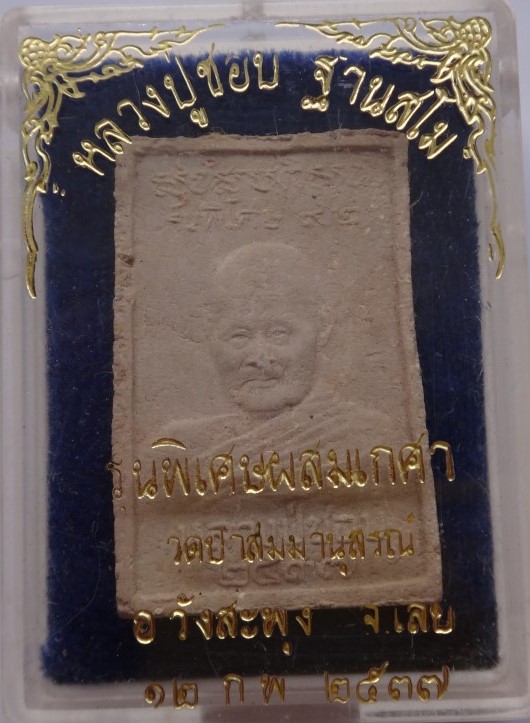 หลวงปู่ชอบ ฐานสโม
รุ่นพิเศษผสมเกศา
วัดป่าสัมมานุสรณ์
อ วังสะพุง จ เลย
๑๒ ก พ ๒๕๓๗